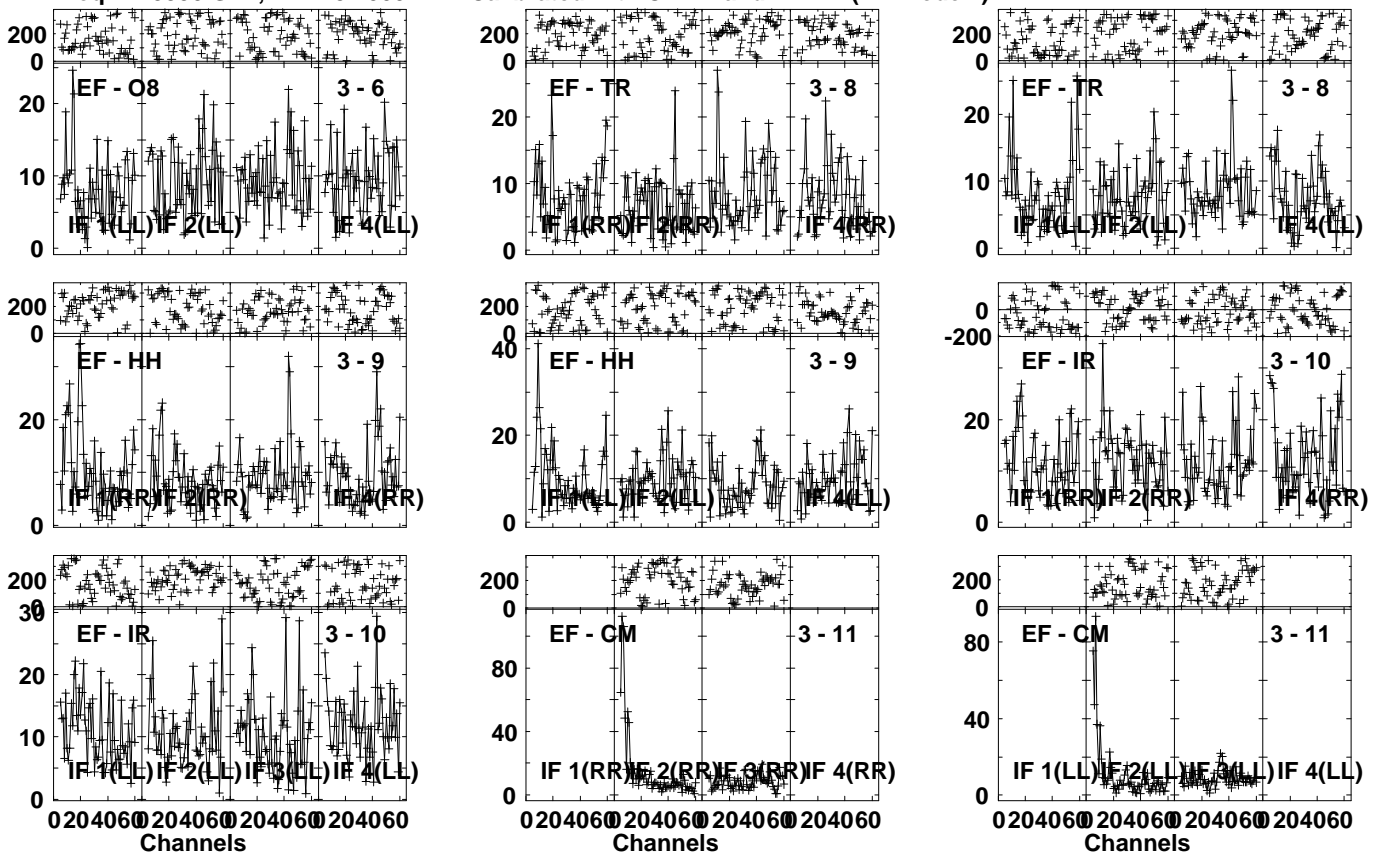 200
0
200
0
200
0
EF - O8 3 - 6
20
10
0
IF 1(LL) IF 2(LL) IF 4(LL)
EF - TR 3 - 8
20
10
0
IF 1(RR) IF 2(RR) IF 4(RR)
EF - TR 3 - 8
20
10
0
IF 1(LL) IF 2(LL) IF 4(LL)
200
0
200
0
0
-200
EF - HH 3 - 9
20
0
IF 1(RR) IF 2(RR) IF 4(RR)
EF - HH 3 - 9
40
20
0
IF 1(LL) IF 2(LL) IF 4(LL)
EF - IR 3 - 10
20
0
IF 1(RR) IF 2(RR) IF 4(RR)
200
0
200
0
200
0
EF - IR 3 - 10
30
20
10
0
IF 1(LL) IF 2(LL) IF 3(LL) IF 4(LL)
0 20 40 60 0 20 40 60 0 20 40 60 0 20 40 60
Channels
EF - CM 3 - 11
80
40
0
IF 1(RR) IF 2(RR) IF 3(RR) IF 4(RR)
0 20 40 60 0 20 40 60 0 20 40 60 0 20 40 60
Channels
EF - CM 3 - 11
80
40
0
IF 1(LL) IF 2(LL) IF 3(LL) IF 4(LL)
0 20 40 60 0 20 40 60 0 20 40 60 0 20 40 60
Channels